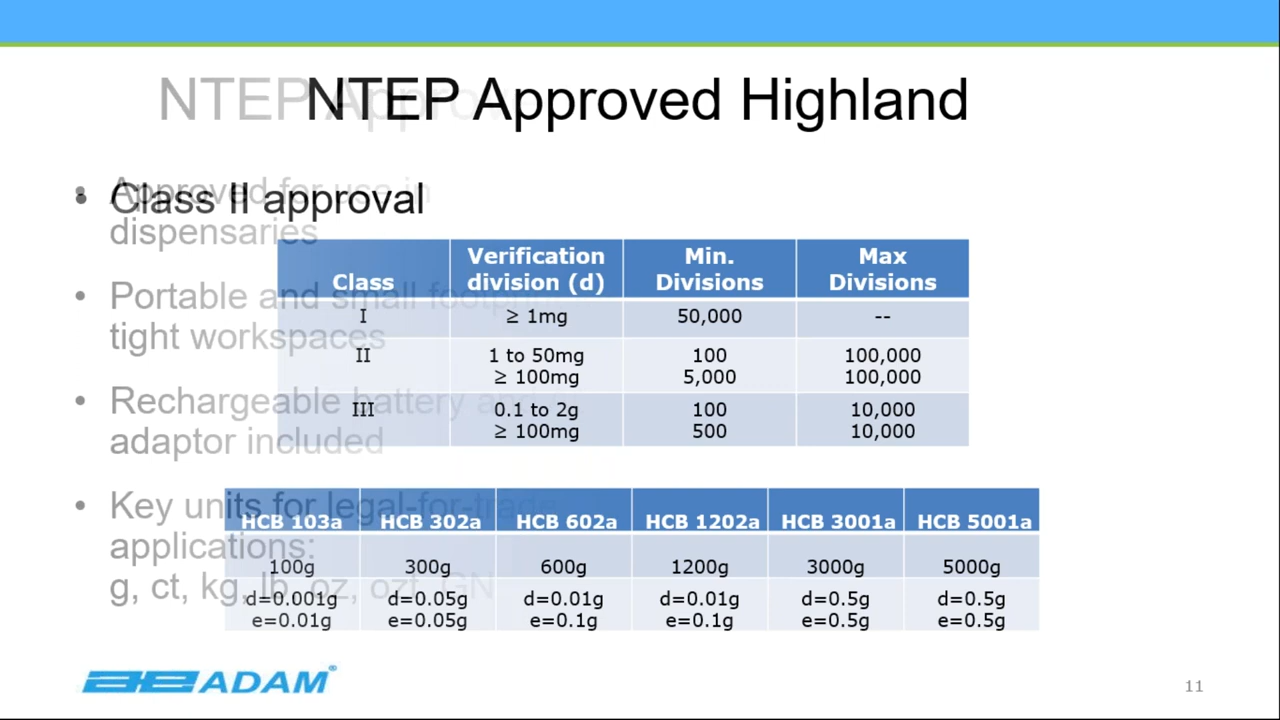 NTEP Approved Highland
NTEP Approv
• Class II approval
• Approved for use in
dispensaries
• Portable and small footprint
tight workspaces
• Rechargeable battery and
adaptor included
• Key units for legal-for-trade
applications:
g, ct, kg, lb, oz, ozt, GN
Class Verification division (d) Min. Divisions Max Divisions
I ≥ 1mg 50,000 --
II 1 to 50mg 100 100,000
≥ 100mg 5,000 100,000
III 0.1 to 2g 100 10,000
≥ 100mg 500 10,000
HCB 103a HCB 302a HCB 602a HCB 1202a HCB 3001a HCB 5001a
100g 300g 600g 1200g 3000g 5000g
d=0.001g d=0.05g d=0.01g d=0.01g d=0.5g d=0.5g
e=0.01g e=0.05g e=0.1g e=0.1g e=0.5g e=0.5g
ADAM®
11